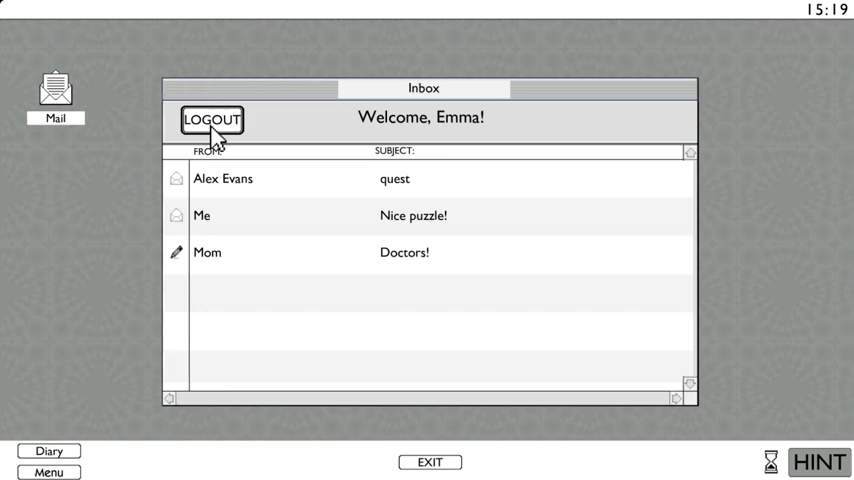 15:19
Inbox
Mail
LOGOUT
Welcome, Emma!
FROM:
SUBJECT:
Alex Evans
quest
Me
Nice puzzle!
Mom
Doctors!
Diary
Menu
EXIT
HINT